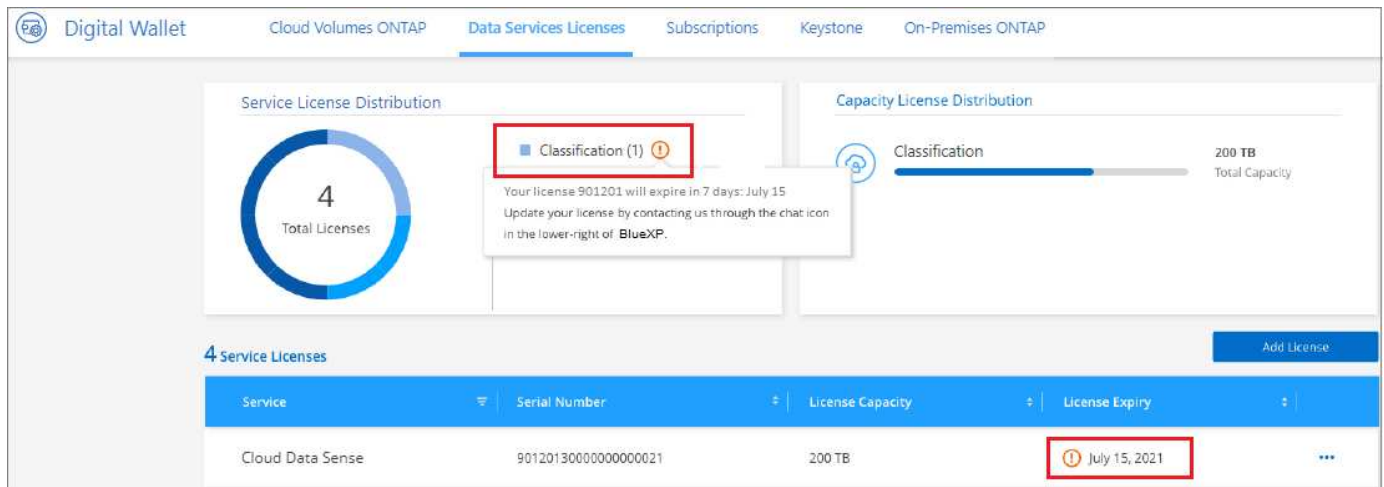 Digital Wallet
Cloud Volumes ONTAP
Data Services Licenses
Subscriptions
Keystone
On-Premises ONTAP
Service License Distribution
4
Total Licenses
Classification (1)
Your license 901201 will expire in 7 days: July 15
Update your license by contacting us through the chat icon
in the lower-right of BlueXP.
Capacity License Distribution
Classification
200 TB
Total Capacity
4 Service Licenses
Add License
Service Serial Number License Capacity License Expiry
Cloud Data Sense 90120130000000000021 200 TB July 15, 2021